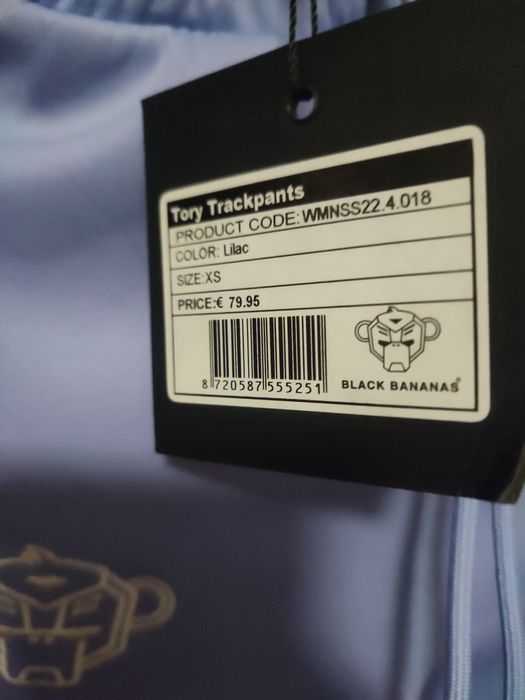 Tory Trackpants
PRODUCT CODE: WMNSS22.4.018
COLOR: Lilac
SIZE:XS
PRICE:€ 79.95
8 720587 555251
BLACK BANANAS®